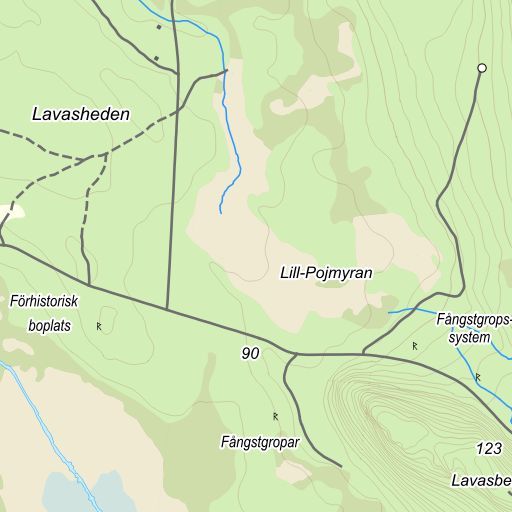 Lavasheden
Lill-Pojmyran
Förhistorisk
boplats
R
Fångstgrops-
system
R
R
90
R
Fångstgropar
123
Lavasbe